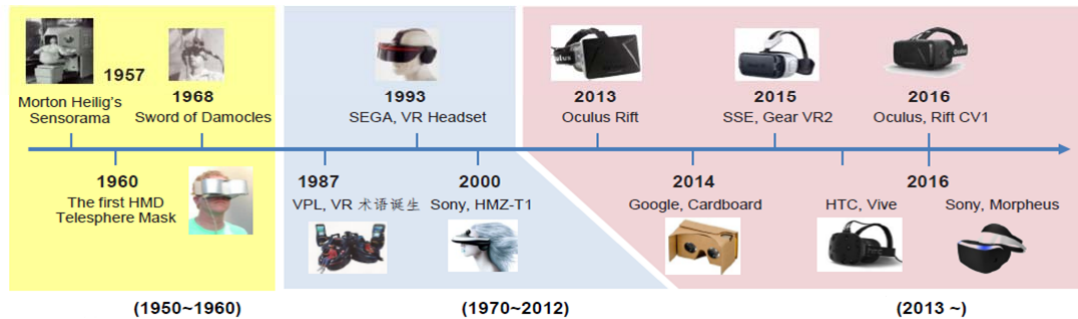 1957
Morton Heilig's
Sensorama
1968
Sword of Damocles
1960
The first HMD
Telesphere Mask
(1950~1960)
1993
SEGA, VR Headset
1987
VPL, VR 术语诞生
2000
Sony, HMZ-T1
(1970~2012)
2013
Oculus Rift
2015
SSE, Gear VR2
2016
Oculus, Rift CV1
2014
Google, Cardboard
HTC, Vive
2016
Sony, Morpheus
(2013 ~)